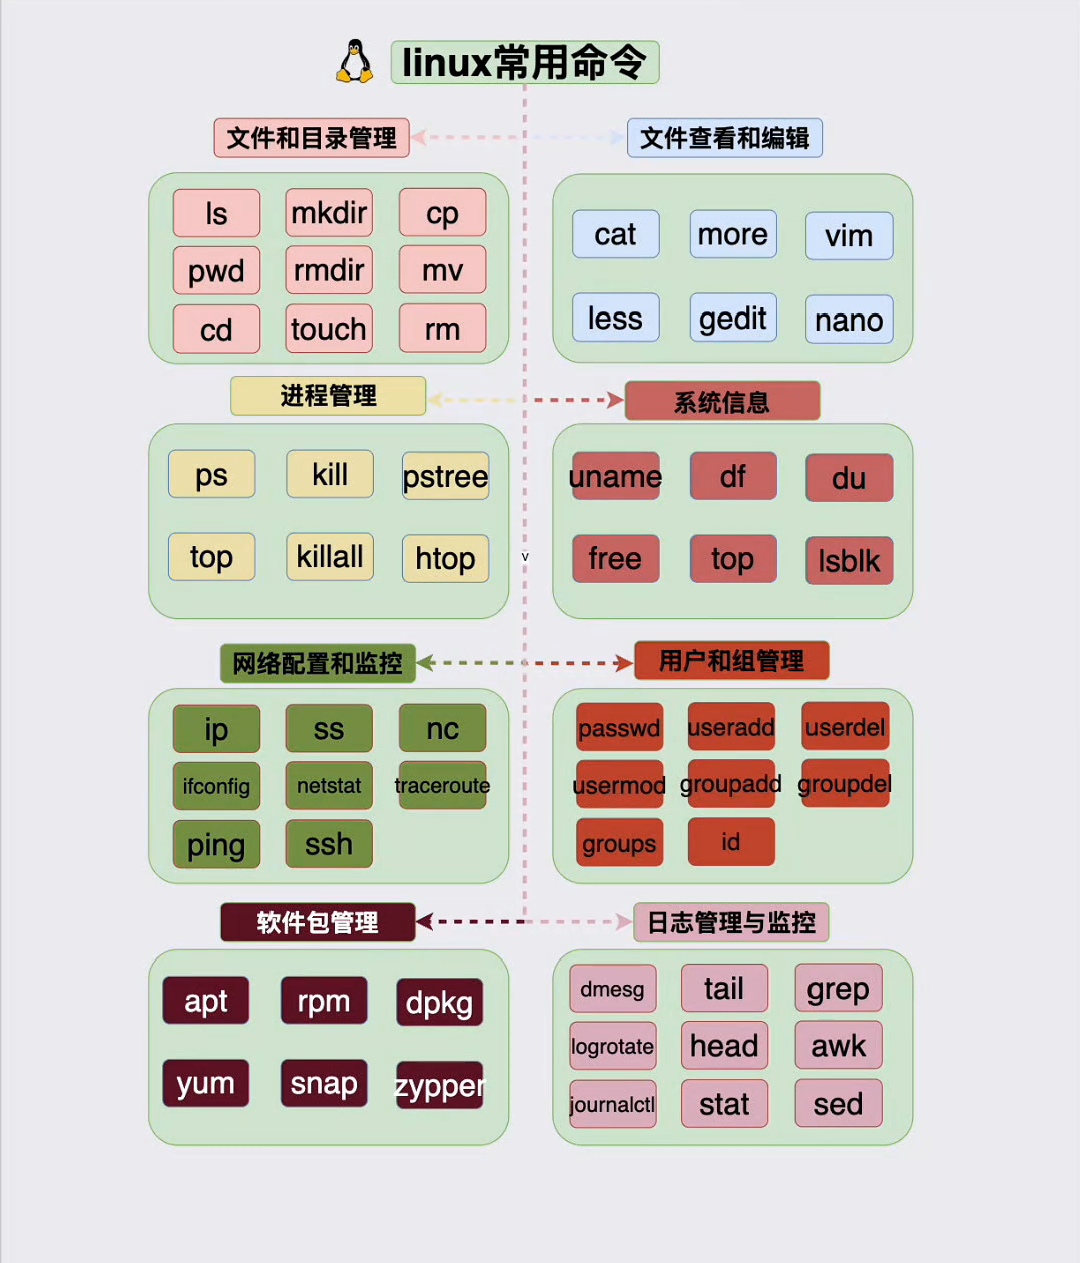 linux常用命令
文件和目录管理
ls mkdir cp
pwd rmdir mv
cd touch rm
文件查看和编辑
cat more vim
less gedit nano
进程管理
ps kill pstree
top killall htop
系统信息
uname df du
free top lsblk
v
网络配置和监控
ip ss nc
ifconfig netstat traceroute
ping ssh
用户和组管理
passwd useradd userdel
usermod groupadd groupdel
groups id
软件包管理
apt rpm dpkg
yum snap zypper
日志管理与监控
dmesg tail grep
logrotate head awk
journalctl stat sed